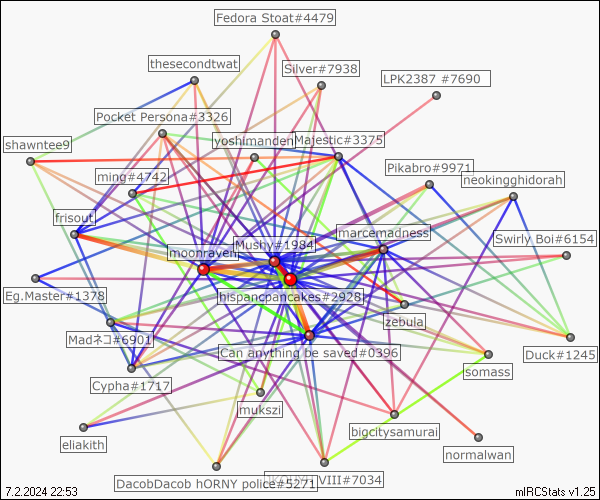 Fedora Stoat#4479
thesecondtwat
Silver#7938
LPK2387 #7690
Pocket Persona#3326
shawntee9
yoshimanden
Majestic#3375
ming#4742
Pikabro#9971
neokingghidorah
frisout
marcemadness
Mushy#1984
Swirly Boi#6154
moonraven
Eg.Master#1378
hispancpancakes#2928
zebula
Madネコ#6901
Can anything be saved#0396
Duck#1245
somass
Cypha#1717
mukszi
bigcitysamurai
eliakith
normalwan
DacobDacob hORNY police#5271
VIII#7034
7.2.2024 22:53
mIRCStats v1.25